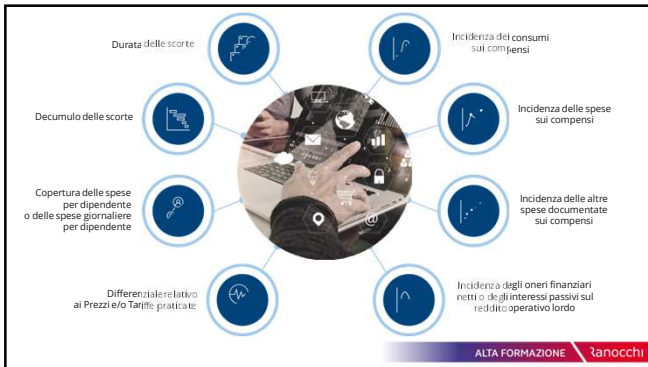 Durata delle scorte
Incidenza dei consumi
sui compensi
Decumulo delle scorte
Incidenza delle spese
sui compensi
Copertura delle spese
per dipendente
o delle spese giornaliere
per dipendente
Incidenza delle altre
spese documentate
sui compensi
Differenziale relativo
ai Prezzi e/o Tariffe praticate
Incidenza degli oneri finanziari
netti o degli interessi passivi sul
reddito operativo lordo
@
ALTA FORMAZIONE Ranocchi